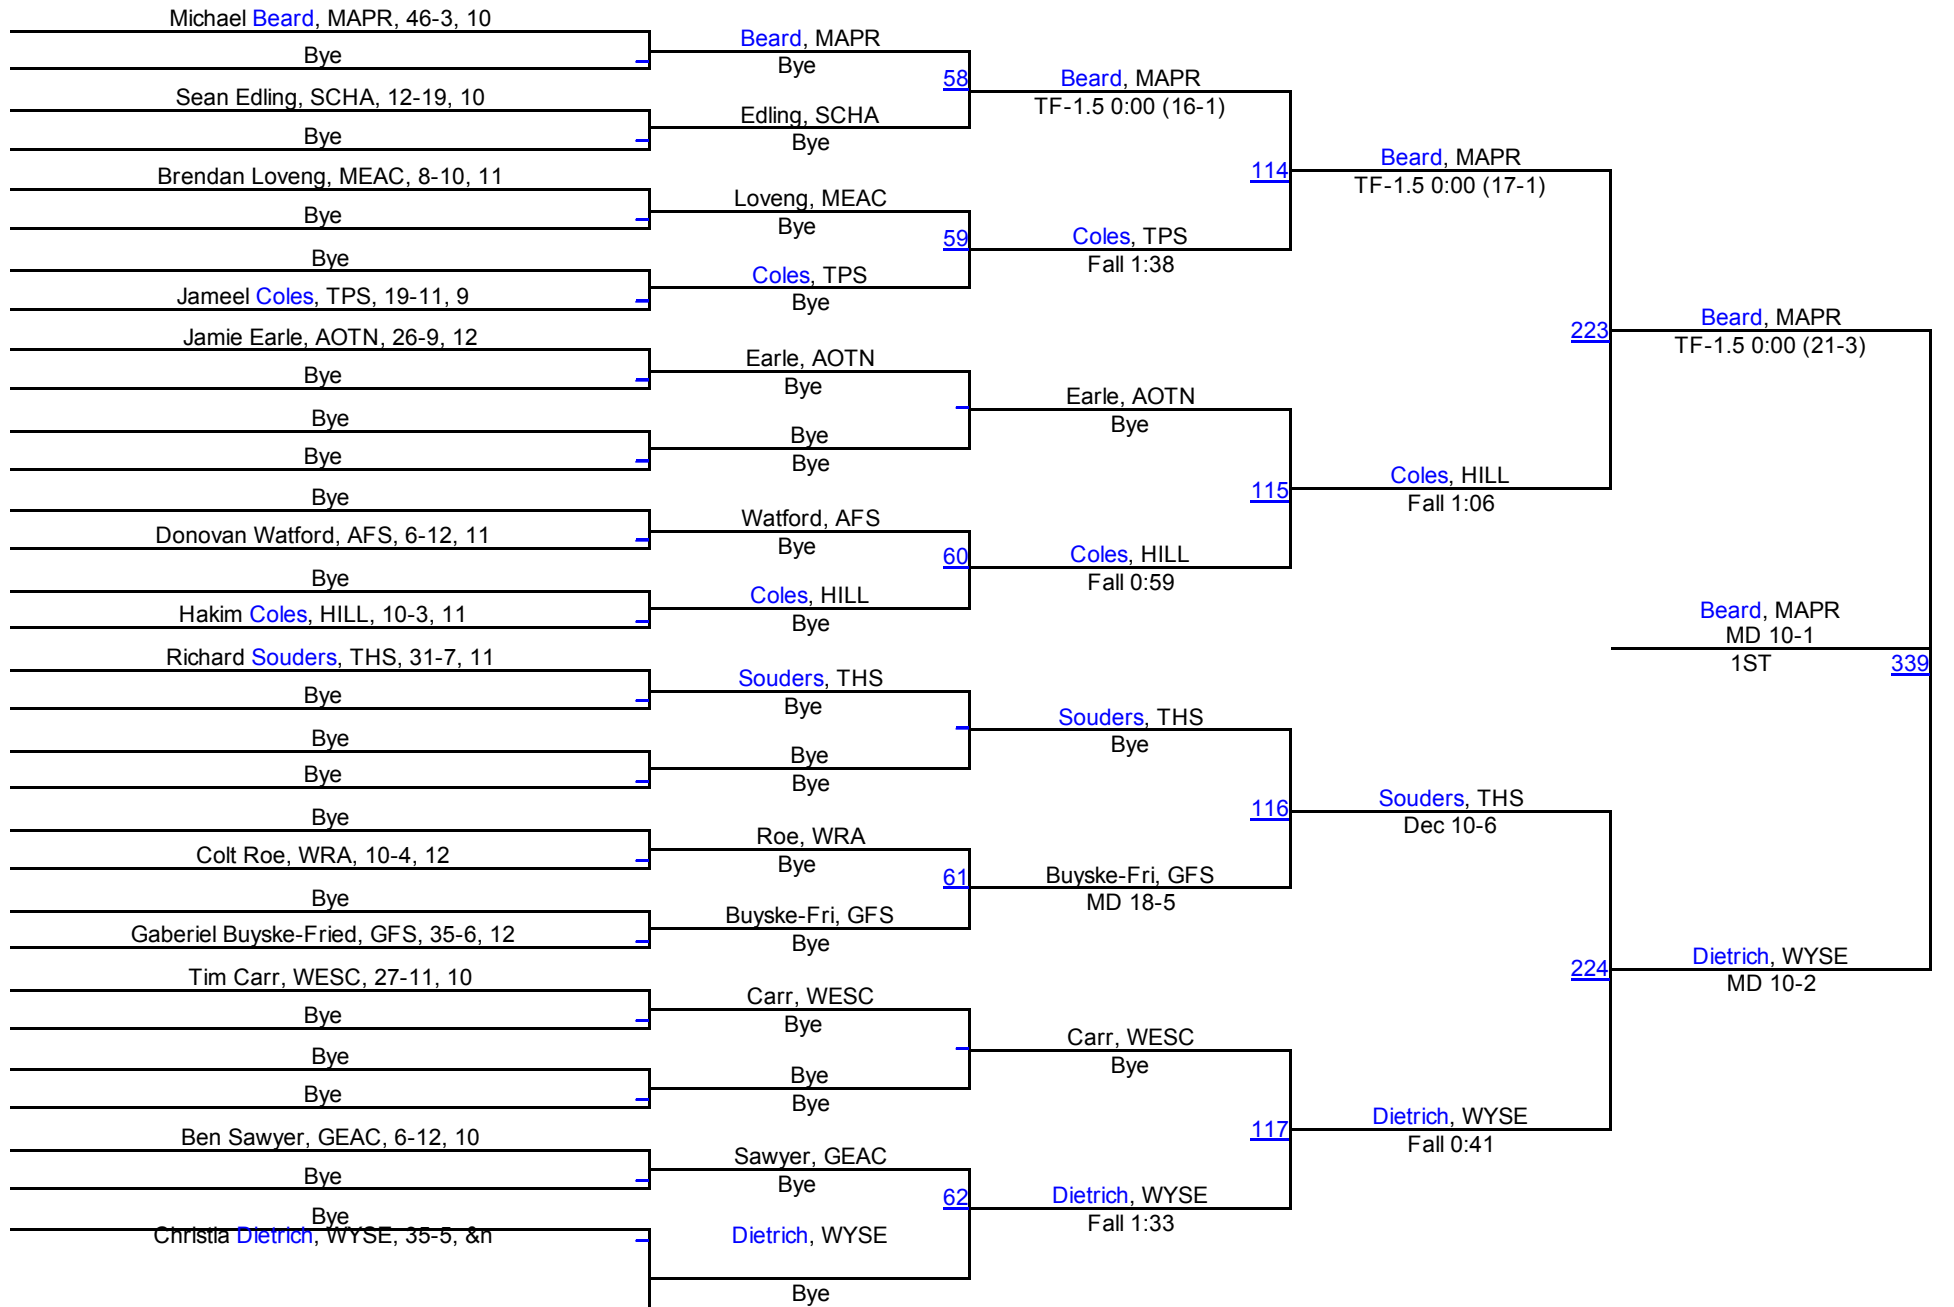 Michael Beard, MAPR, 46-3, 10
Bye
Sean Edling, SCHA, 12-19, 10
Bye
Brendan Loveng, MEAC, 8-10, 11
Bye
Bye
Jameel Coles, TPS, 19-11, 9
Jamie Earle, AOTN, 26-9, 12
Bye
Bye
Bye
Bye
Donovan Watford, AFS, 6-12, 11
Bye
Hakim Coles, HILL, 10-3, 11
Richard Souders, THS, 31-7, 11
Bye
Bye
Bye
Bye
Colt Roe, WRA, 10-4, 12
Bye
Gaberiel Buyske-Fried, GFS, 35-6, 12
Tim Carr, WESC, 27-11, 10
Bye
Bye
Bye
Ben Sawyer, GEAC, 6-12, 10
Bye
Bye
Christia Dietrich, WYSE, 35-5, &n
Beard, MAPR
Bye
58
Edling, SCHA
Bye
Loveng, MEAC
Bye
59
Coles, TPS
Bye
Earle, AOTN
Bye
Bye
Bye
Watford, AFS
Bye
60
Coles, HILL
Bye
Souders, THS
Bye
Bye
Bye
Roe, WRA
Bye
61
Buyske-Fri, GFS
Bye
Carr, WESC
Bye
Bye
Bye
Sawyer, GEAC
Bye
62
Dietrich, WYSE
Bye
Beard, MAPR
TF-1.5 0:00 (16-1)
114
Coles, TPS
Fall 1:38
Earle, AOTN
Bye
115
Coles, HILL
Fall 0:59
Souders, THS
Bye
116
Buyske-Fri, GFS
MD 18-5
Carr, WESC
Bye
117
Dietrich, WYSE
Fall 1:33
Beard, MAPR
TF-1.5 0:00 (17-1)
223
Coles, HILL
Fall 1:06
Souders, THS
Dec 10-6
224
Dietrich, WYSE
Fall 0:41
Beard, MAPR
TF-1.5 0:00 (21-3)
Beard, MAPR
MD 10-1
1ST
339
Dietrich, WYSE
MD 10-2